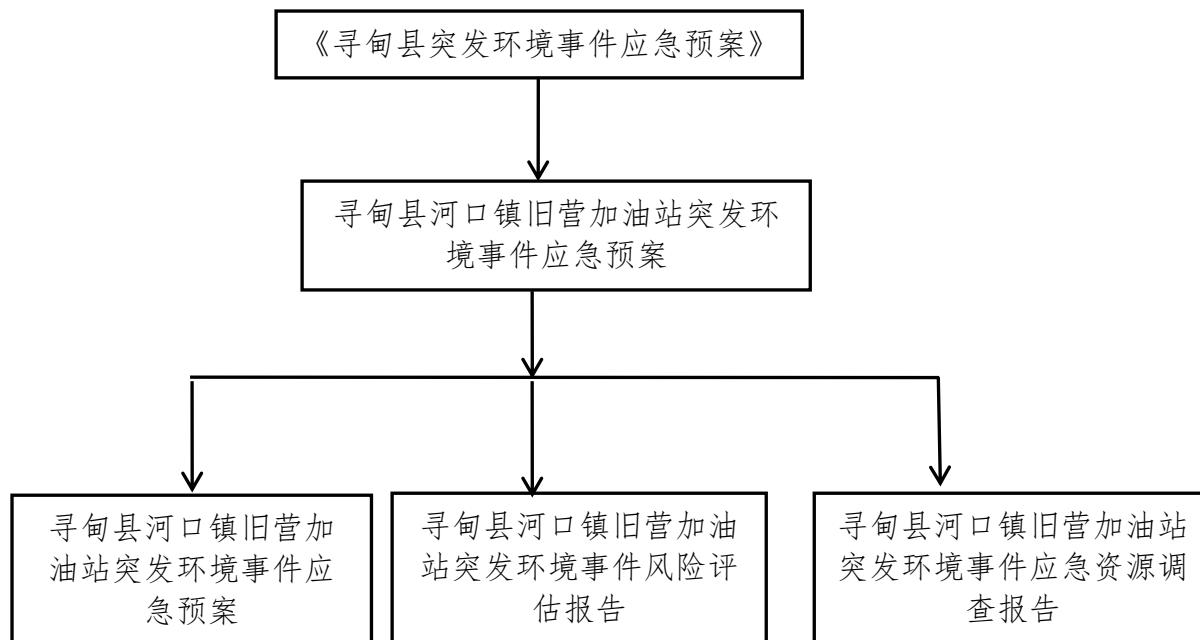 《寻甸县突发环境事件应急预案》
寻甸县河口镇旧营加油站突发环
境事件应急预案
寻甸县河口镇旧营加
油站突发环境事件应
急预案
寻甸县河口镇旧营加油
站突发环境事件风险评
估报告
寻甸县河口镇旧营加油站
突发环境事件应急资源调
查报告